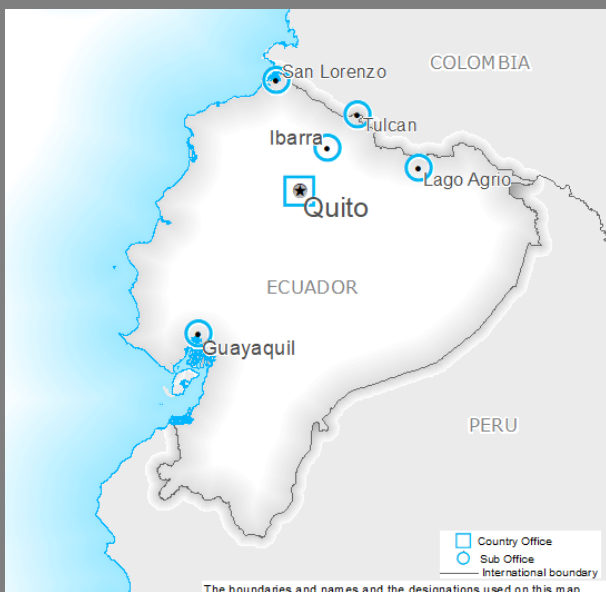 COLOMBIA
San Lorenzo
Tulcan
Ibarra
Lago Agrio
Quito
ECUADOR
Guayaquil
PERU
Country Office
Sub Office
International boundary
The boundaries and names and the designations used on this map